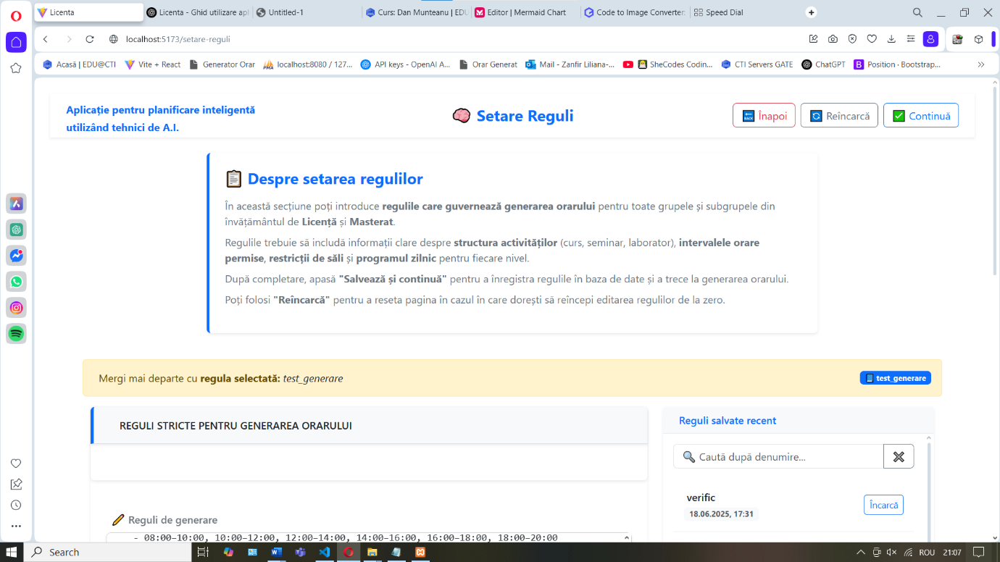 Licenta
Licenta - Ghid utilizare apl
Untitled-1
Curs: Dan Munteanu | EDU
Editor | Mermaid Chart
Code to Image Converter:
Speed Dial
localhost:5173/setare-reguli
Acasă | EDU@CTI
Vite + React
Generator Orar
localhost:8080 / 127...
API keys - OpenAI A...
Orar Generat
Mail - Zanfir Liliana-...
SheCodes Codin...
CTI Servers GATE
ChatGPT
Position · Bootstrap...
Aplicație pentru planificare inteligentă
utilizând tehnici de A.I.
Setare Reguli
Înapoi
Reîncarcă
Continuă
Despre setarea regulilor
În această secțiune poți introduce regulile care guvernează generarea orarului pentru toate grupele și subgrupele din
învățământul de Licență și Masterat.
Regulile trebuie să includă informații clare despre structura activităților (curs, seminar, laborator), intervalele orare
permise, restricții de săli și programul zilnic pentru fiecare nivel.
După completare, apasă "Salvează și continuă" pentru a înregistra regulile în baza de date și a trece la generarea orarului.
Poți folosi "Reîncarcă" pentru a reseta pagina în cazul în care dorești să reîncepi editarea regulilor de la zero.
Mergi mai departe cu regula selectată: test_generare
test_generare
REGULI STRICTE PENTRU GENERAREA ORARULUI
Reguli salvate recent
Caută după denumire...
verific
18.06.2025, 17:31
Încarcă
Reguli de generare
- 08:00–10:00, 10:00–12:00, 12:00–14:00, 14:00–16:00, 16:00–18:00, 18:00–20:00
Search
ROU
21:07